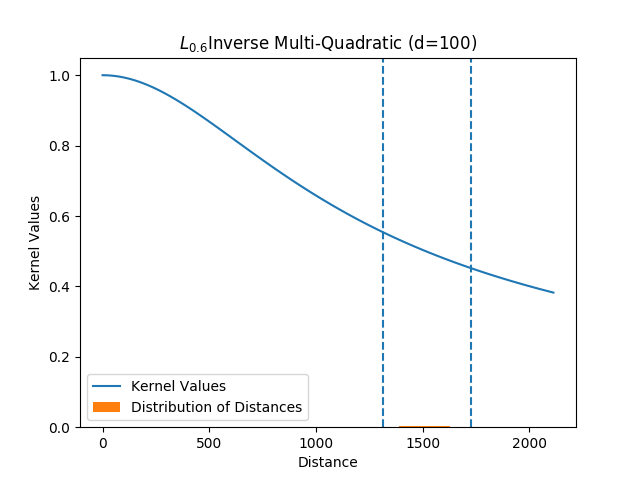 L0.6Inverse Multi-Quadratic (d=100)
Kernel Values
1.0
0.8
0.6
0.4
0.2
0.0
Kernel Values
Distribution of Distances
0 500 1000 1500 2000
Distance